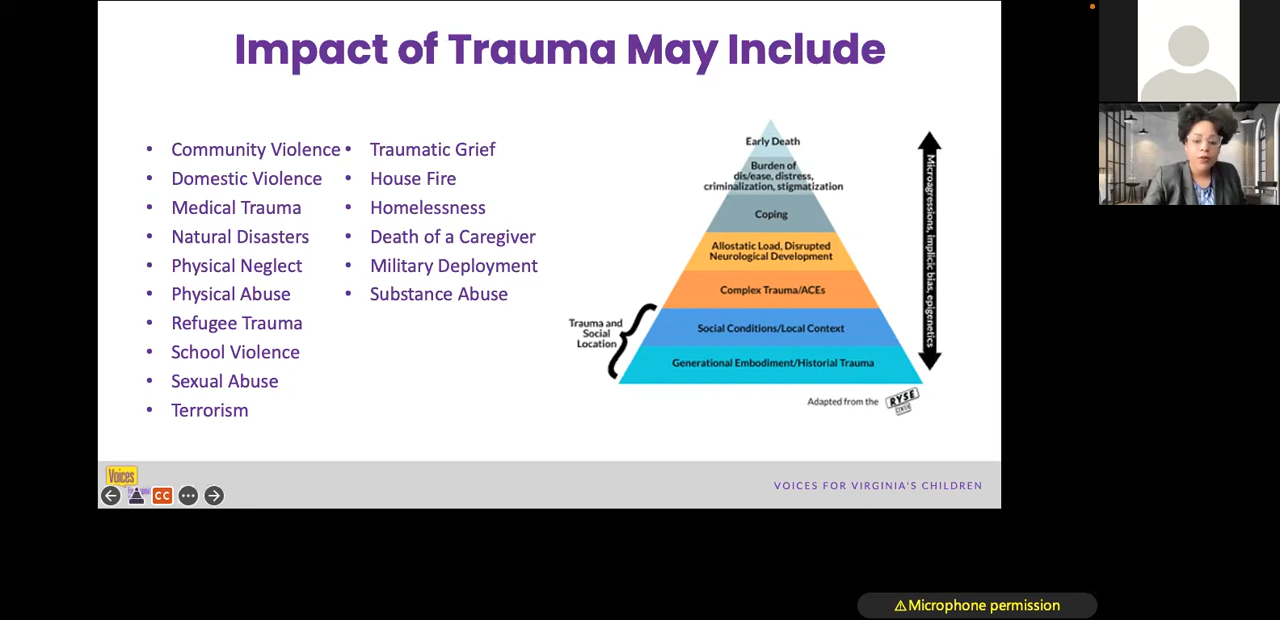 Impact of Trauma May Include
• Community Violence
• Domestic Violence
• Medical Trauma
• Natural Disasters
• Physical Neglect
• Physical Abuse
• Refugee Trauma
• School Violence
• Sexual Abuse
• Terrorism
• Traumatic Grief
• House Fire
• Homelessness
• Death of a Caregiver
• Military Deployment
• Substance Abuse
Early Death
Burden of
dis/ease, distress,
criminalization, stigmatization
Coping
Allostatic Load, Disrupted
Neurological Development
Complex Trauma/ACEs
Social Conditions/Local Context
Generational Embodiment/Historial Trauma
Trauma and
Social
Location
Microagressions, implicic bias, epigenetics
Adapted from the
RYSE
CENTER
Voices
CC
VOICES FOR VIRGINIA'S CHILDREN
⚠Microphone permission